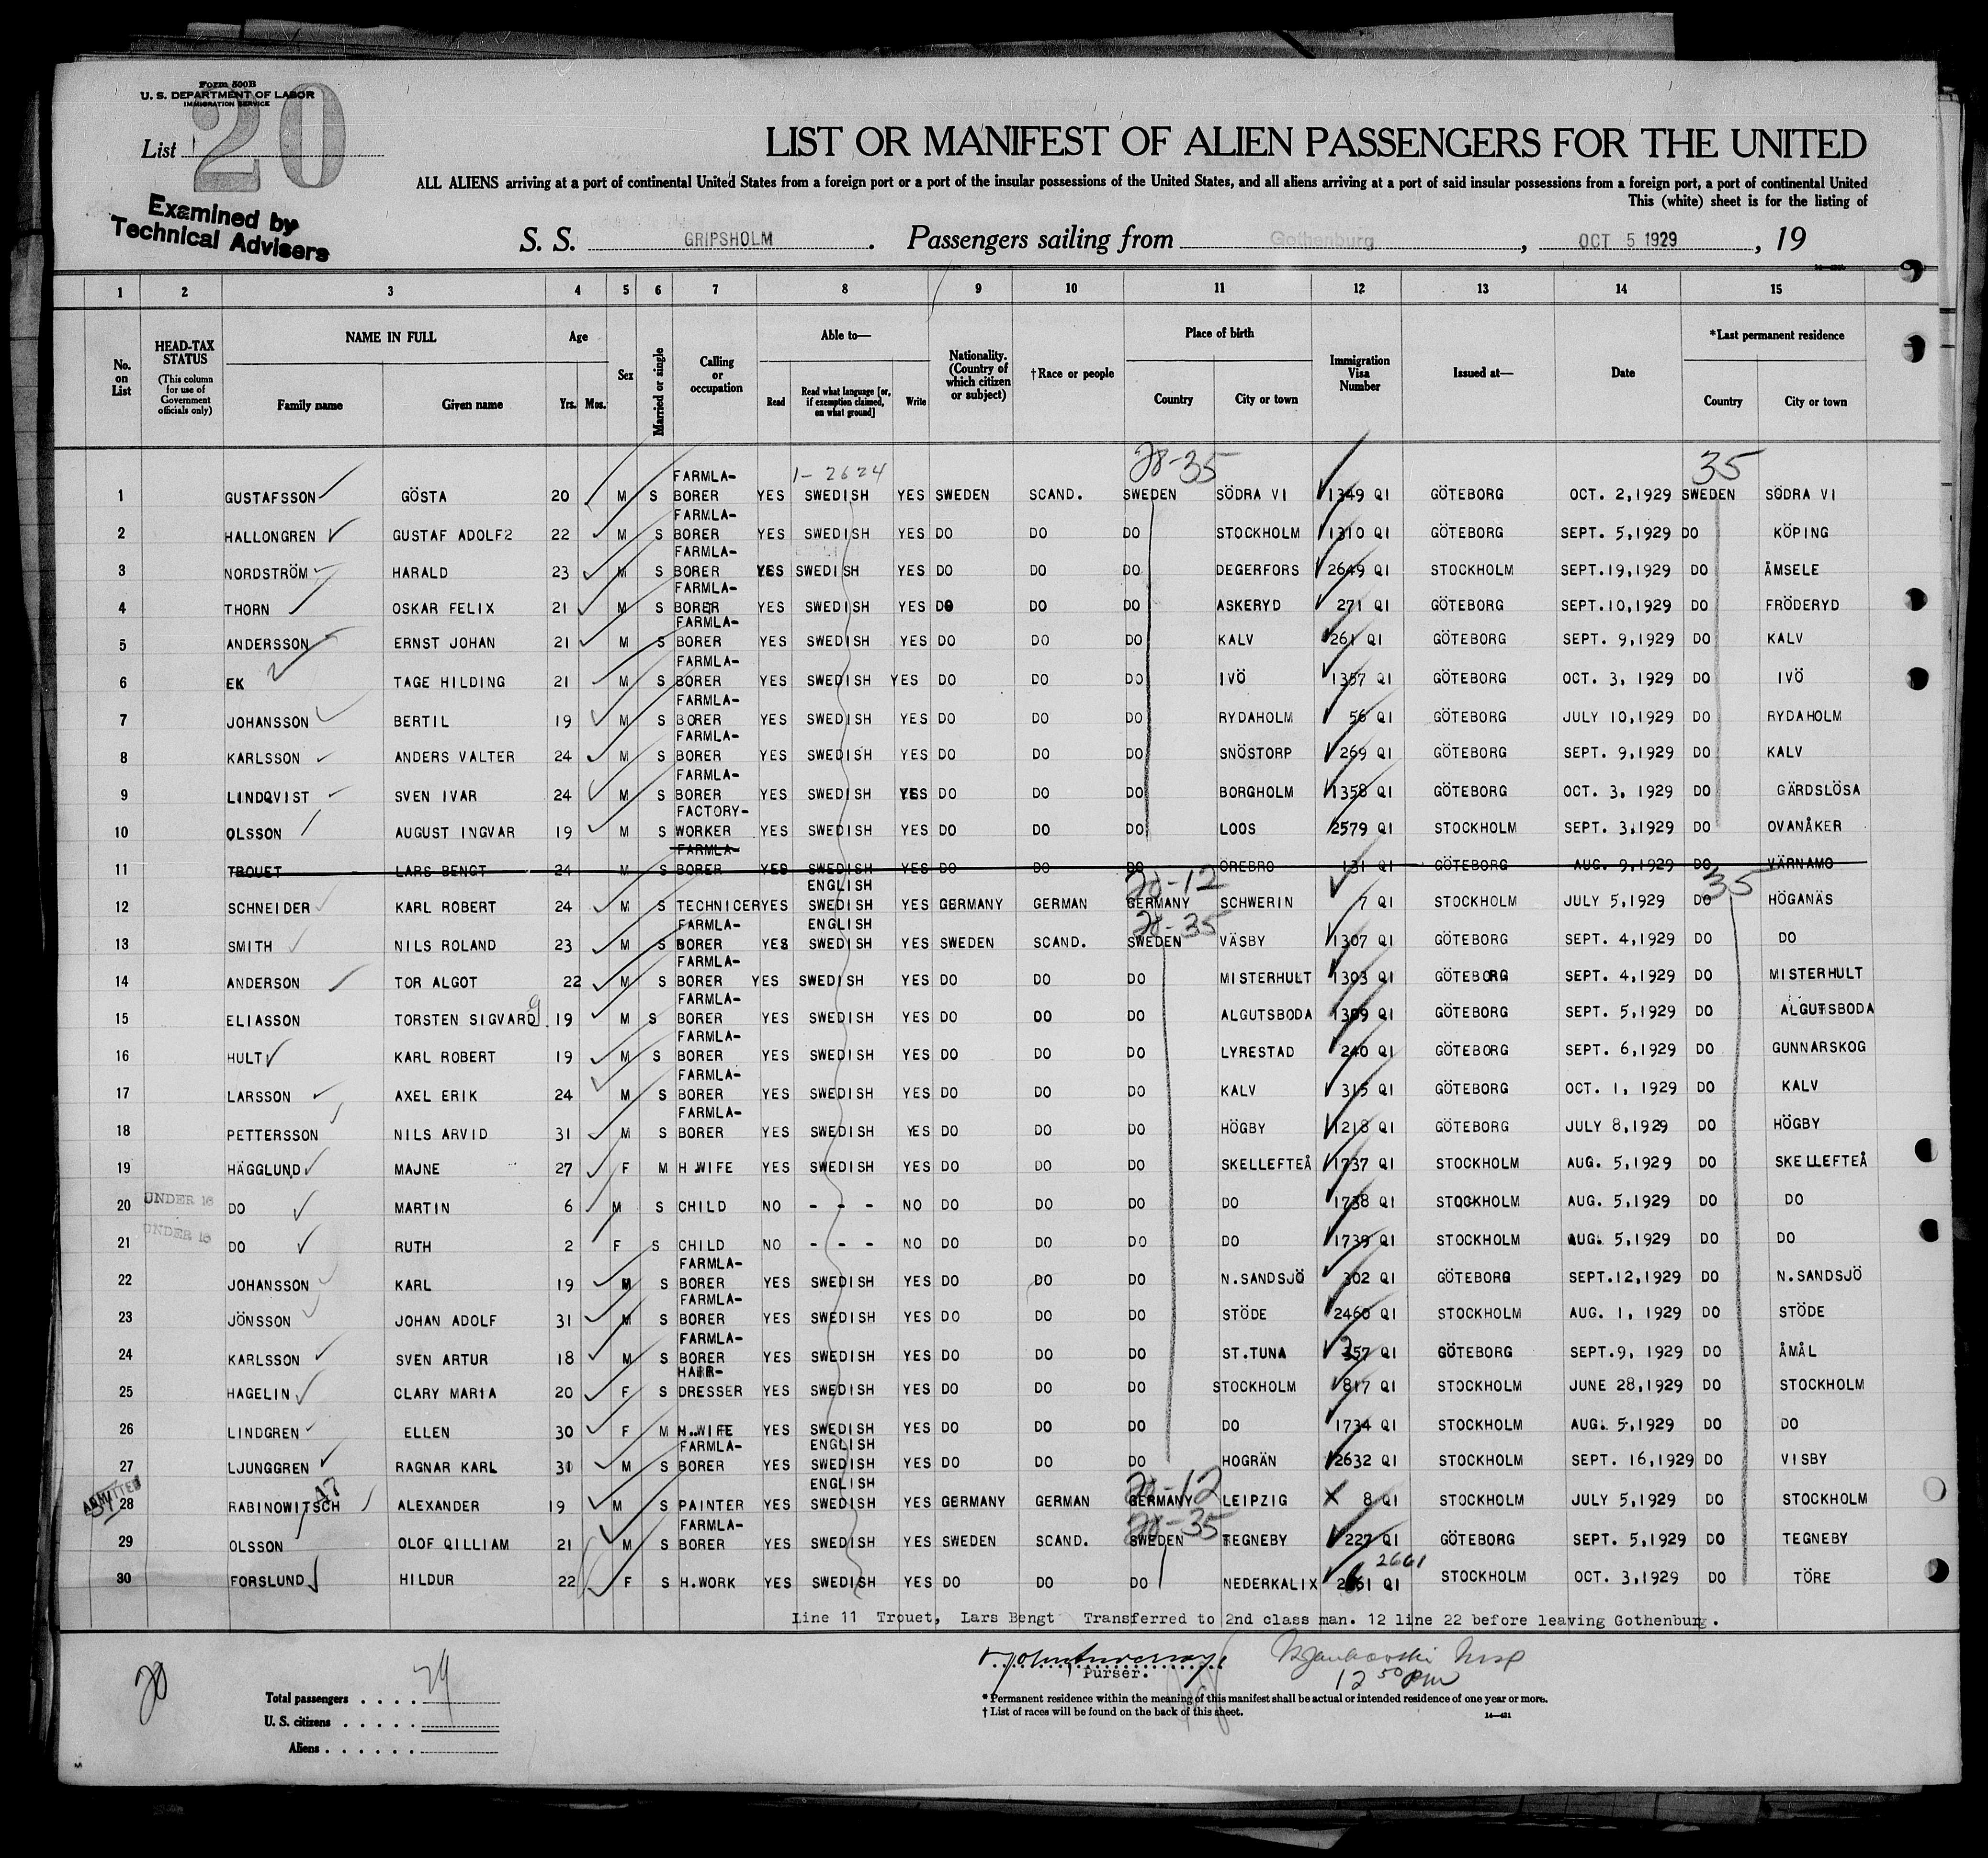 Form 500B
U. S. DEPARTMENT OF LABOR
IMMIGRATION SERVICE
List 20
Examined by
Technical Advisers
LIST OR MANIFEST OF ALIEN PASSENGERS FOR THE UNITED
ALL ALIENS arriving at a port of continental United States from a foreign port or a port of the insular possessions of the United States, and all aliens arriving at a port of said insular possessions from a foreign port, a port of continental United
This (white) sheet is for the listing of
S. S. GRIPSHOLM . Passengers sailing from Gothenburg , OCT 5 1929 , 19
1 2 3 4 5 6 7 8 9 10 11 12 13 14 15
No. on List HEAD-TAX STATUS (This column for use of Government officials only) NAME IN FULL Family name Given name Age Yrs. Mos. Sex Married or single Calling or occupation Able to— Read Read what language [or, if exemption claimed, on what ground] Write Nationality. (Country of which citizen or subject) †Race or people Place of birth Country City or town Immigration Visa Number Issued at— Date *Last permanent residence Country City or town
1-2624 28-35 35
1 GUSTAFSSON GÖSTA 20 M S FARMLA-BORER YES SWEDISH YES SWEDEN SCAND. SWEDEN SÖDRA VI 1349 QI GÖTEBORG OCT. 2,1929 SWEDEN SÖDRA VI
2 HALLONGREN GUSTAF ADOLF2 22 M S FARMLA-BORER YES SWEDISH YES DO DO DO STOCKHOLM 1310 QI GÖTEBORG SEPT. 5,1929 DO KÖPING
3 NORDSTRÖM HARALD 23 M S FARMLA-BORER YES SWEDISH YES DO DO DO DEGERFORS 2649 QI STOCKHOLM SEPT.19,1929 DO ÅMSELE
4 THORN OSKAR FELIX 21 M S FARMLA-BORER YES SWEDISH YES DO DO DO ASKERYD 271 QI GÖTEBORG SEPT.10,1929 DO FRÖDERYD
5 ANDERSSON ERNST JOHAN 21 M S FARMLA-BORER YES SWEDISH YES DO DO DO KALV 261 QI GÖTEBORG SEPT. 9,1929 DO KALV
6 EK TAGE HILDING 21 M S FARMLA-BORER YES SWEDISH YES DO DO DO IVÖ 1357 QI GÖTEBORG OCT. 3, 1929 DO IVÖ
7 JOHANSSON BERTIL 19 M S FARMLA-BORER YES SWEDISH YES DO DO DO RYDAHOLM 56 QI GÖTEBORG JULY 10,1929 DO RYDAHOLM
8 KARLSSON ANDERS VALTER 24 M S FARMLA-BORER YES SWEDISH YES DO DO DO SNÖSTORP 269 QI GÖTEBORG SEPT. 9,1929 DO KALV
9 LINDQVIST SVEN IVAR 24 M S FARMLA-BORER YES SWEDISH YES DO DO DO BORGHOLM 1358 QI GÖTEBORG OCT. 3, 1929 DO GÄRDSLÖSA
10 OLSSON AUGUST INGVAR 19 M S FACTORY-WORKER YES SWEDISH YES DO DO DO LOOS 2579 QI STOCKHOLM SEPT. 3,1929 DO OVANÅKER
11 TROUET LARS BENGT 24 M S FARMLA-BORER YES SWEDISH YES DO DO DO ÖREBRO 131 QI GÖTEBORG AUG. 9,1929 DO VÄRNAMO
28-12 35
12 SCHNEIDER KARL ROBERT 24 M S TECHNICER YES ENGLISH SWEDISH YES GERMANY GERMAN GERMANY SCHWERIN 7 QI STOCKHOLM JULY 5,1929 DO HÖGANÄS
28-35
13 SMITH NILS ROLAND 23 M S FARMLA-BORER YES ENGLISH SWEDISH YES SWEDEN SCAND. SWEDEN VÄSBY 1307 QI GÖTEBORG SEPT. 4,1929 DO DO
14 ANDERSON TOR ALGOT 22 M S FARMLA-BORER YES SWEDISH YES DO DO DO MISTERHULT 1303 QI GÖTEBORG SEPT. 4,1929 DO MISTERHULT
15 ELIASSON TORSTEN SIGVARD 19 M S FARMLA-BORER YES SWEDISH YES DO DO DO ALGUTSBODA 1309 QI GÖTEBORG SEPT. 5,1929 DO ALGUTSBODA
16 HULT KARL ROBERT 19 M S FARMLA-BORER YES SWEDISH YES DO DO DO LYRESTAD 240 QI GÖTEBORG SEPT. 6,1929 DO GUNNARSKOG
17 LARSSON AXEL ERIK 24 M S FARMLA-BORER YES SWEDISH YES DO DO DO KALV 315 QI GÖTEBORG OCT. 1, 1929 DO KALV
18 PETTERSSON NILS ARVID 31 M S FARMLA-BORER YES SWEDISH YES DO DO DO HÖGBY 1218 QI GÖTEBORG JULY 8,1929 DO HÖGBY
19 HÄGGLUND MAJNE 27 F M H.WIFE YES SWEDISH YES DO DO DO SKELLEFTEÅ 1737 QI STOCKHOLM AUG. 5,1929 DO SKELLEFTEÅ
20 UNDER 16 DO MARTIN 6 M S CHILD NO - - - NO DO DO DO DO 1738 QI STOCKHOLM AUG. 5,1929 DO DO
21 UNDER 16 DO RUTH 2 F S CHILD NO - - - NO DO DO DO DO 1739 QI STOCKHOLM AUG. 5,1929 DO DO
22 JOHANSSON KARL 19 M S FARMLA-BORER YES SWEDISH YES DO DO DO N.SANDSJÖ 302 QI GÖTEBORG SEPT.12,1929 DO N.SANDSJÖ
23 JÖNSSON JOHAN ADOLF 31 M S FARMLA-BORER YES SWEDISH YES DO DO DO STÖDE 2460 QI STOCKHOLM AUG. 1, 1929 DO STÖDE
24 KARLSSON SVEN ARTUR 18 M S FARMLA-BORER YES SWEDISH YES DO DO DO ST.TUNA 257 QI GÖTEBORG SEPT.9, 1929 DO ÅMÅL
25 HAGELIN CLARY MARIA 20 F S HAIR-DRESSER YES SWEDISH YES DO DO DO STOCKHOLM 817 QI STOCKHOLM JUNE 28,1929 DO STOCKHOLM
26 LINDGREN ELLEN 30 F M H.WIFE YES SWEDISH YES DO DO DO DO 1734 QI STOCKHOLM AUG. 5,1929 DO DO
27 LJUNGGREN RAGNAR KARL 31 M S FARMLA-BORER YES ENGLISH SWEDISH YES DO DO DO HOGRÄN 2632 QI STOCKHOLM SEPT. 16,1929 DO VISBY
28-12
ADMITTED 28 RABINOWITSCH 47 ALEXANDER 19 M S PAINTER YES ENGLISH SWEDISH YES GERMANY GERMAN GERMANY LEIPZIG X 8 QI STOCKHOLM JULY 5,1929 DO STOCKHOLM
28-35
29 OLSSON OLOF QILLIAM 21 M S FARMLA-BORER YES SWEDISH YES SWEDEN SCAND. SWEDEN TEGNEBY 227 QI GÖTEBORG SEPT. 5,1929 DO TEGNEBY
2661
30 FORSLUND HILDUR 22 F S H.WORK YES SWEDISH YES DO DO DO NEDERKALIX 2661 QI STOCKHOLM OCT. 3,1929 DO TÖRE
Line 11 Trouet, Lars Bengt Transferred to 2nd class man. 12 line 22 before leaving Gothenburg.
Purser.
12 50 PM
20
Total passengers . . . . 29
U. S. citizens . . . . .
Aliens . . . . . .
* Permanent residence within the meaning of this manifest shall be actual or intended residence of one year or more.
† List of races will be found on the back of this sheet.
14—431